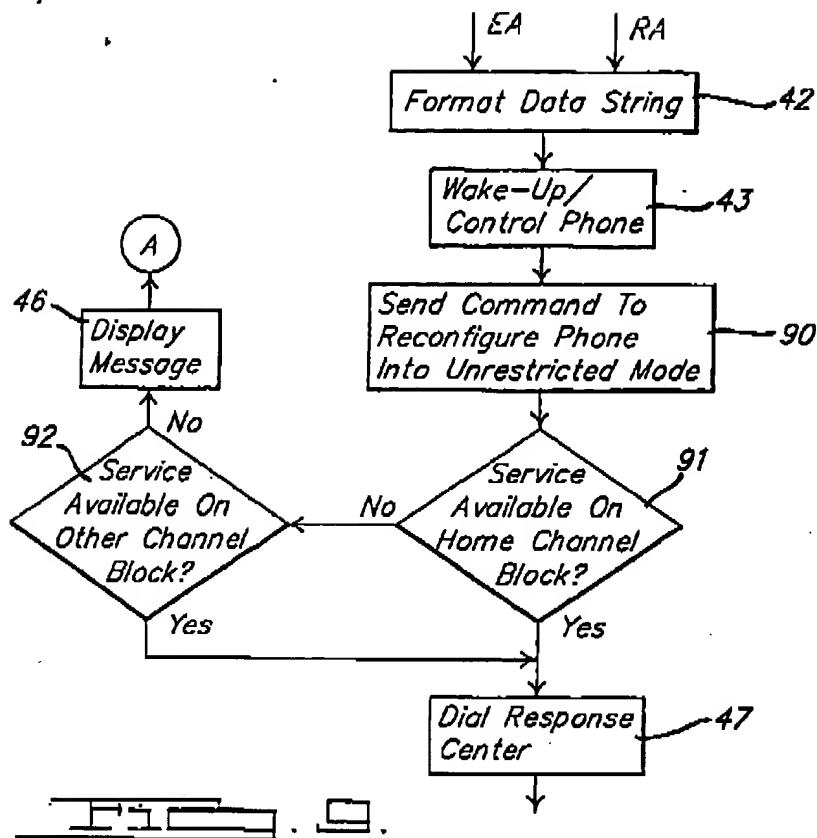 EA RA
Format Data String 42
Wake-Up/
Control Phone 43
A
46
Display
Message
Send Command To
Reconfigure Phone
Into Unrestricted Mode
90
No
92
Service
Available On
Other Channel
Block?
No
Service
Available On
Home Channel
Block?
91
Yes
Yes
Dial Response
Center
47